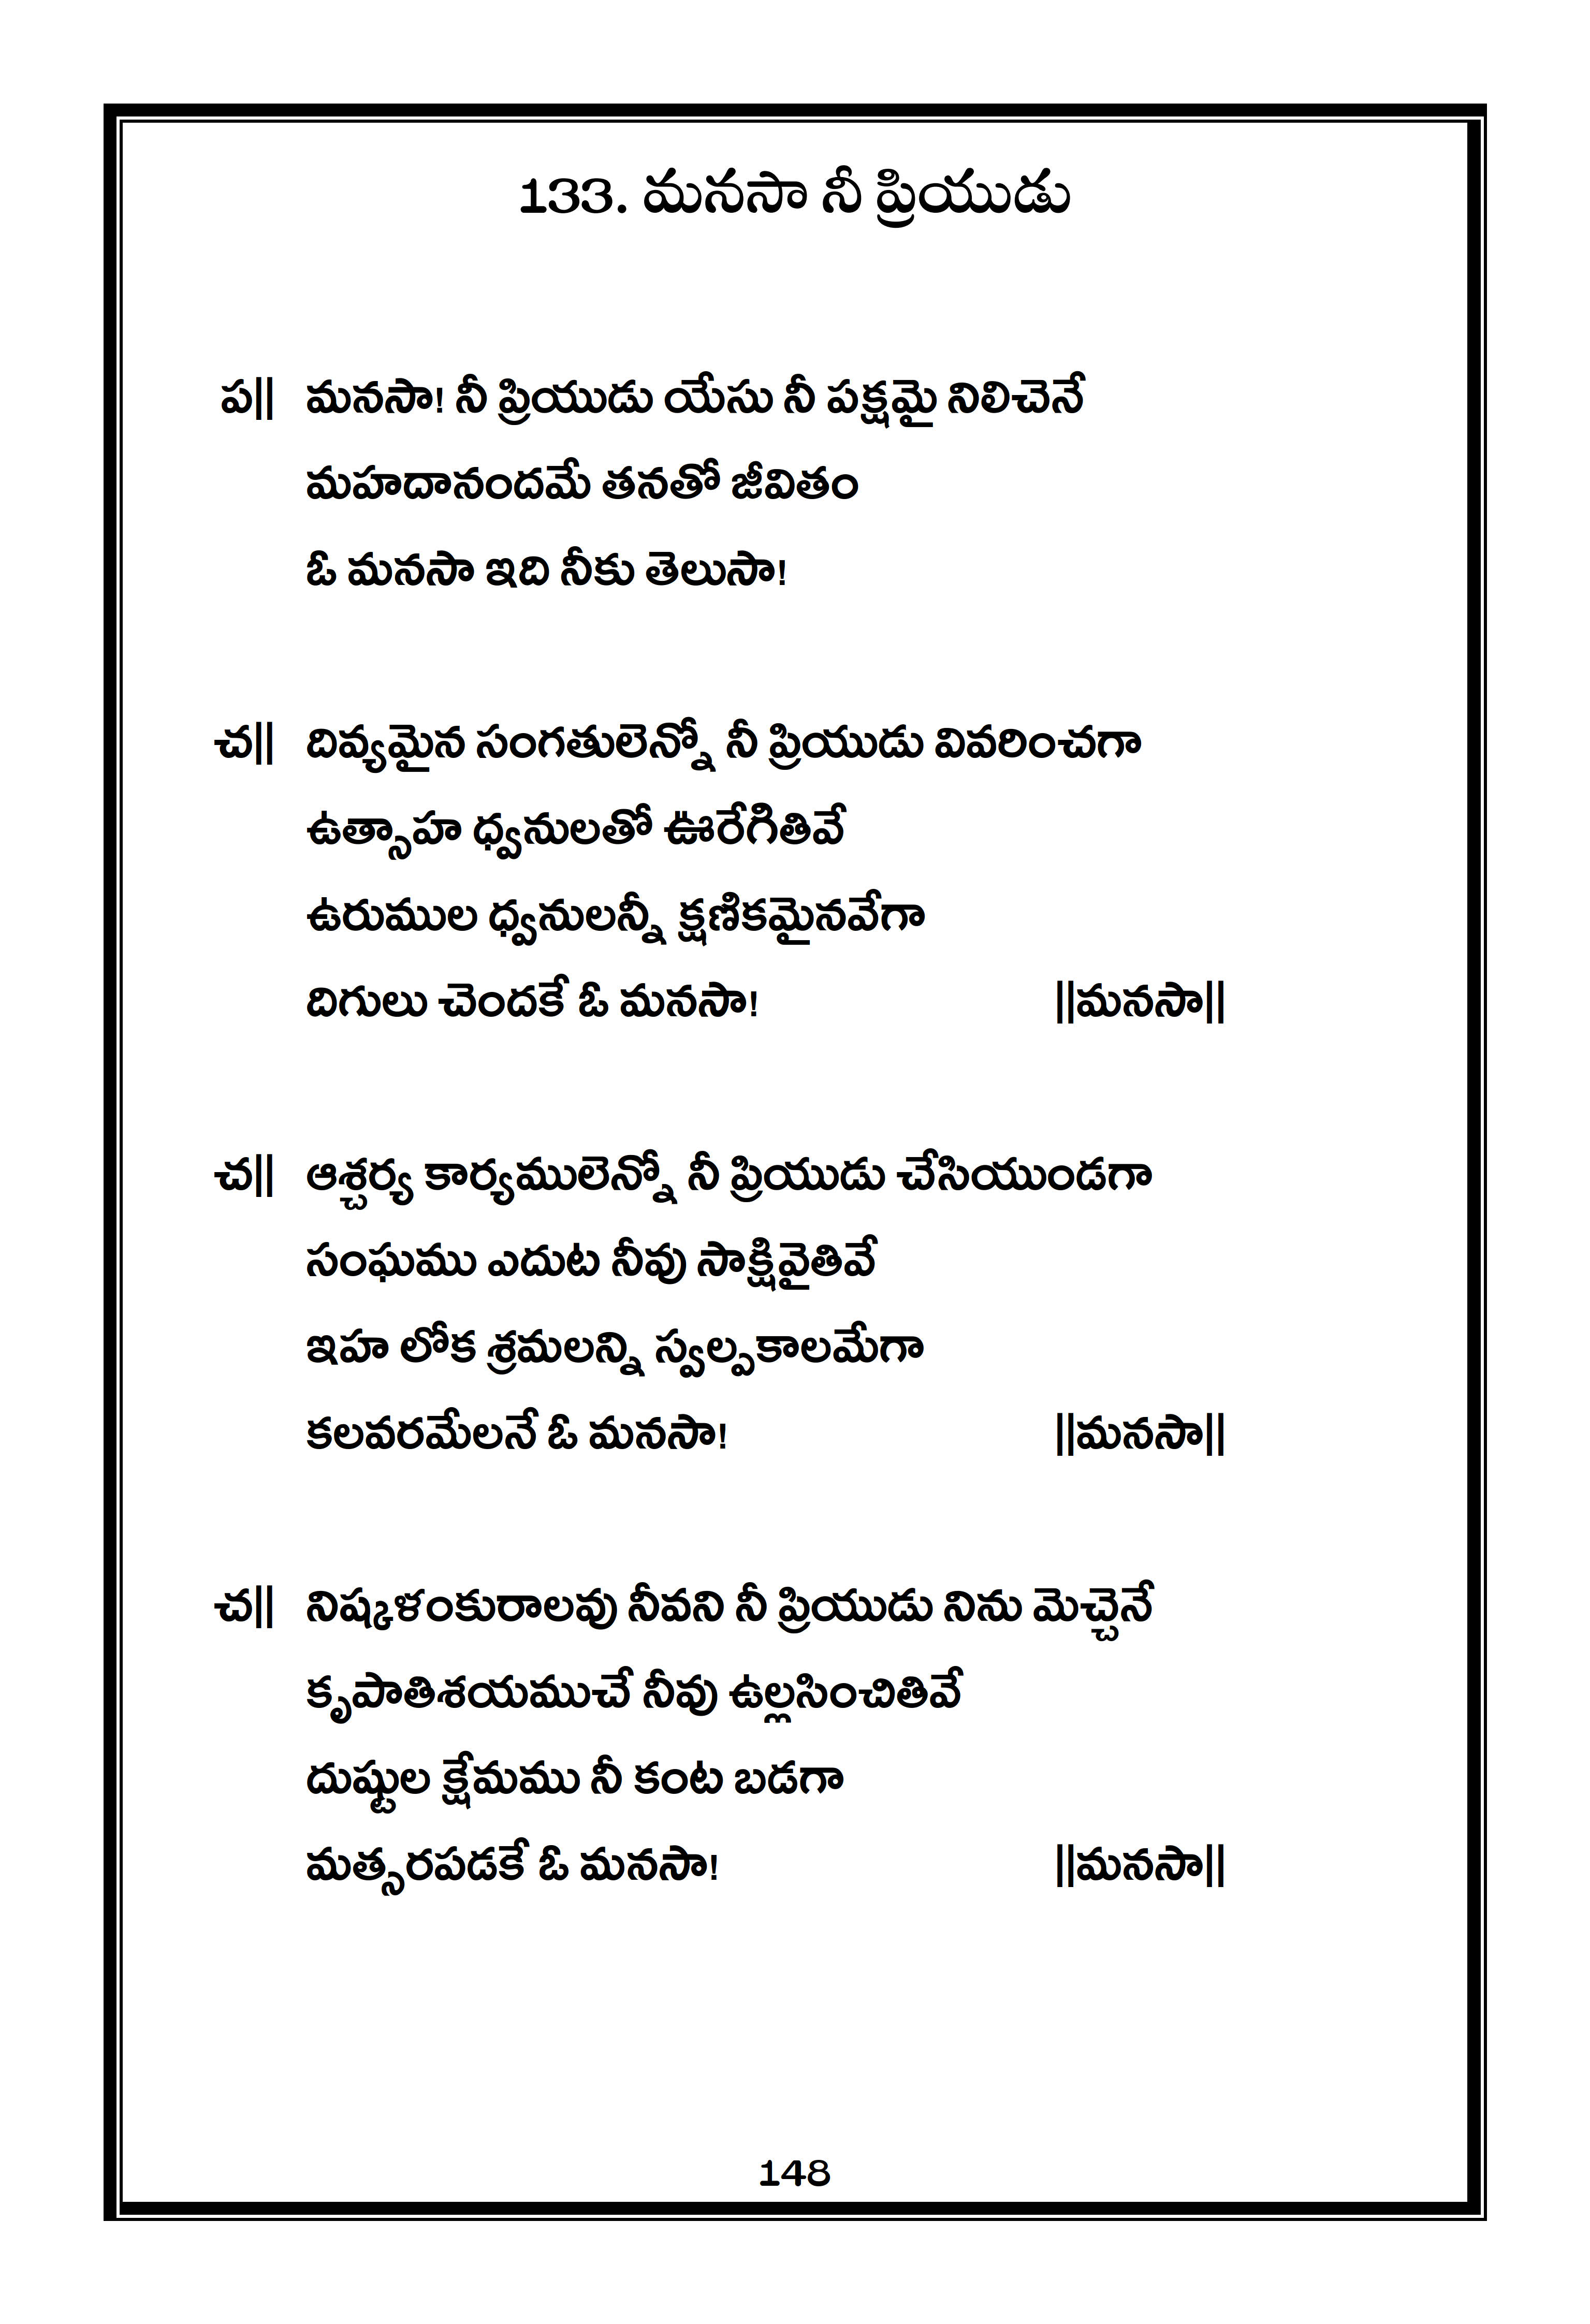 133. మనసా నీ ప్రియుడు
ప|| మనసా! నీ ప్రియుడు యేసు నీ పక్షమై నిలిచెనే
మహదానందమే తనతో జీవితం
ఓ మనసా ఇది నీకు తెలుసా!
చ|| దివ్యమైన సంగతులెన్నో నీ ప్రియుడు వివరించగా
ఉత్సాహ ధ్వనులతో ఊరేగితివే
ఉరుముల ధ్వనులన్నీ క్షణికమైనవేగా
దిగులు చెందకే ఓ మనసా! ||మనసా||
చ|| ఆశ్చర్య కార్యములెన్నో నీ ప్రియుడు చేసియుండగా
సంఘము ఎదుట నీవు సాక్షివైతివే
ఇహ లోక శ్రమలన్ని స్వల్పకాలమేగా
కలవరమేలనే ఓ మనసా! ||మనసా||
చ|| నిష్కళంకురాలవు నీవని నీ ప్రియుడు నిను మెచ్చెనే
కృపాతిశయముచే నీవు ఉల్లసించితివే
దుష్టుల క్షేమము నీ కంట బడగా
మత్సరపడకే ఓ మనసా! ||మనసా||
148